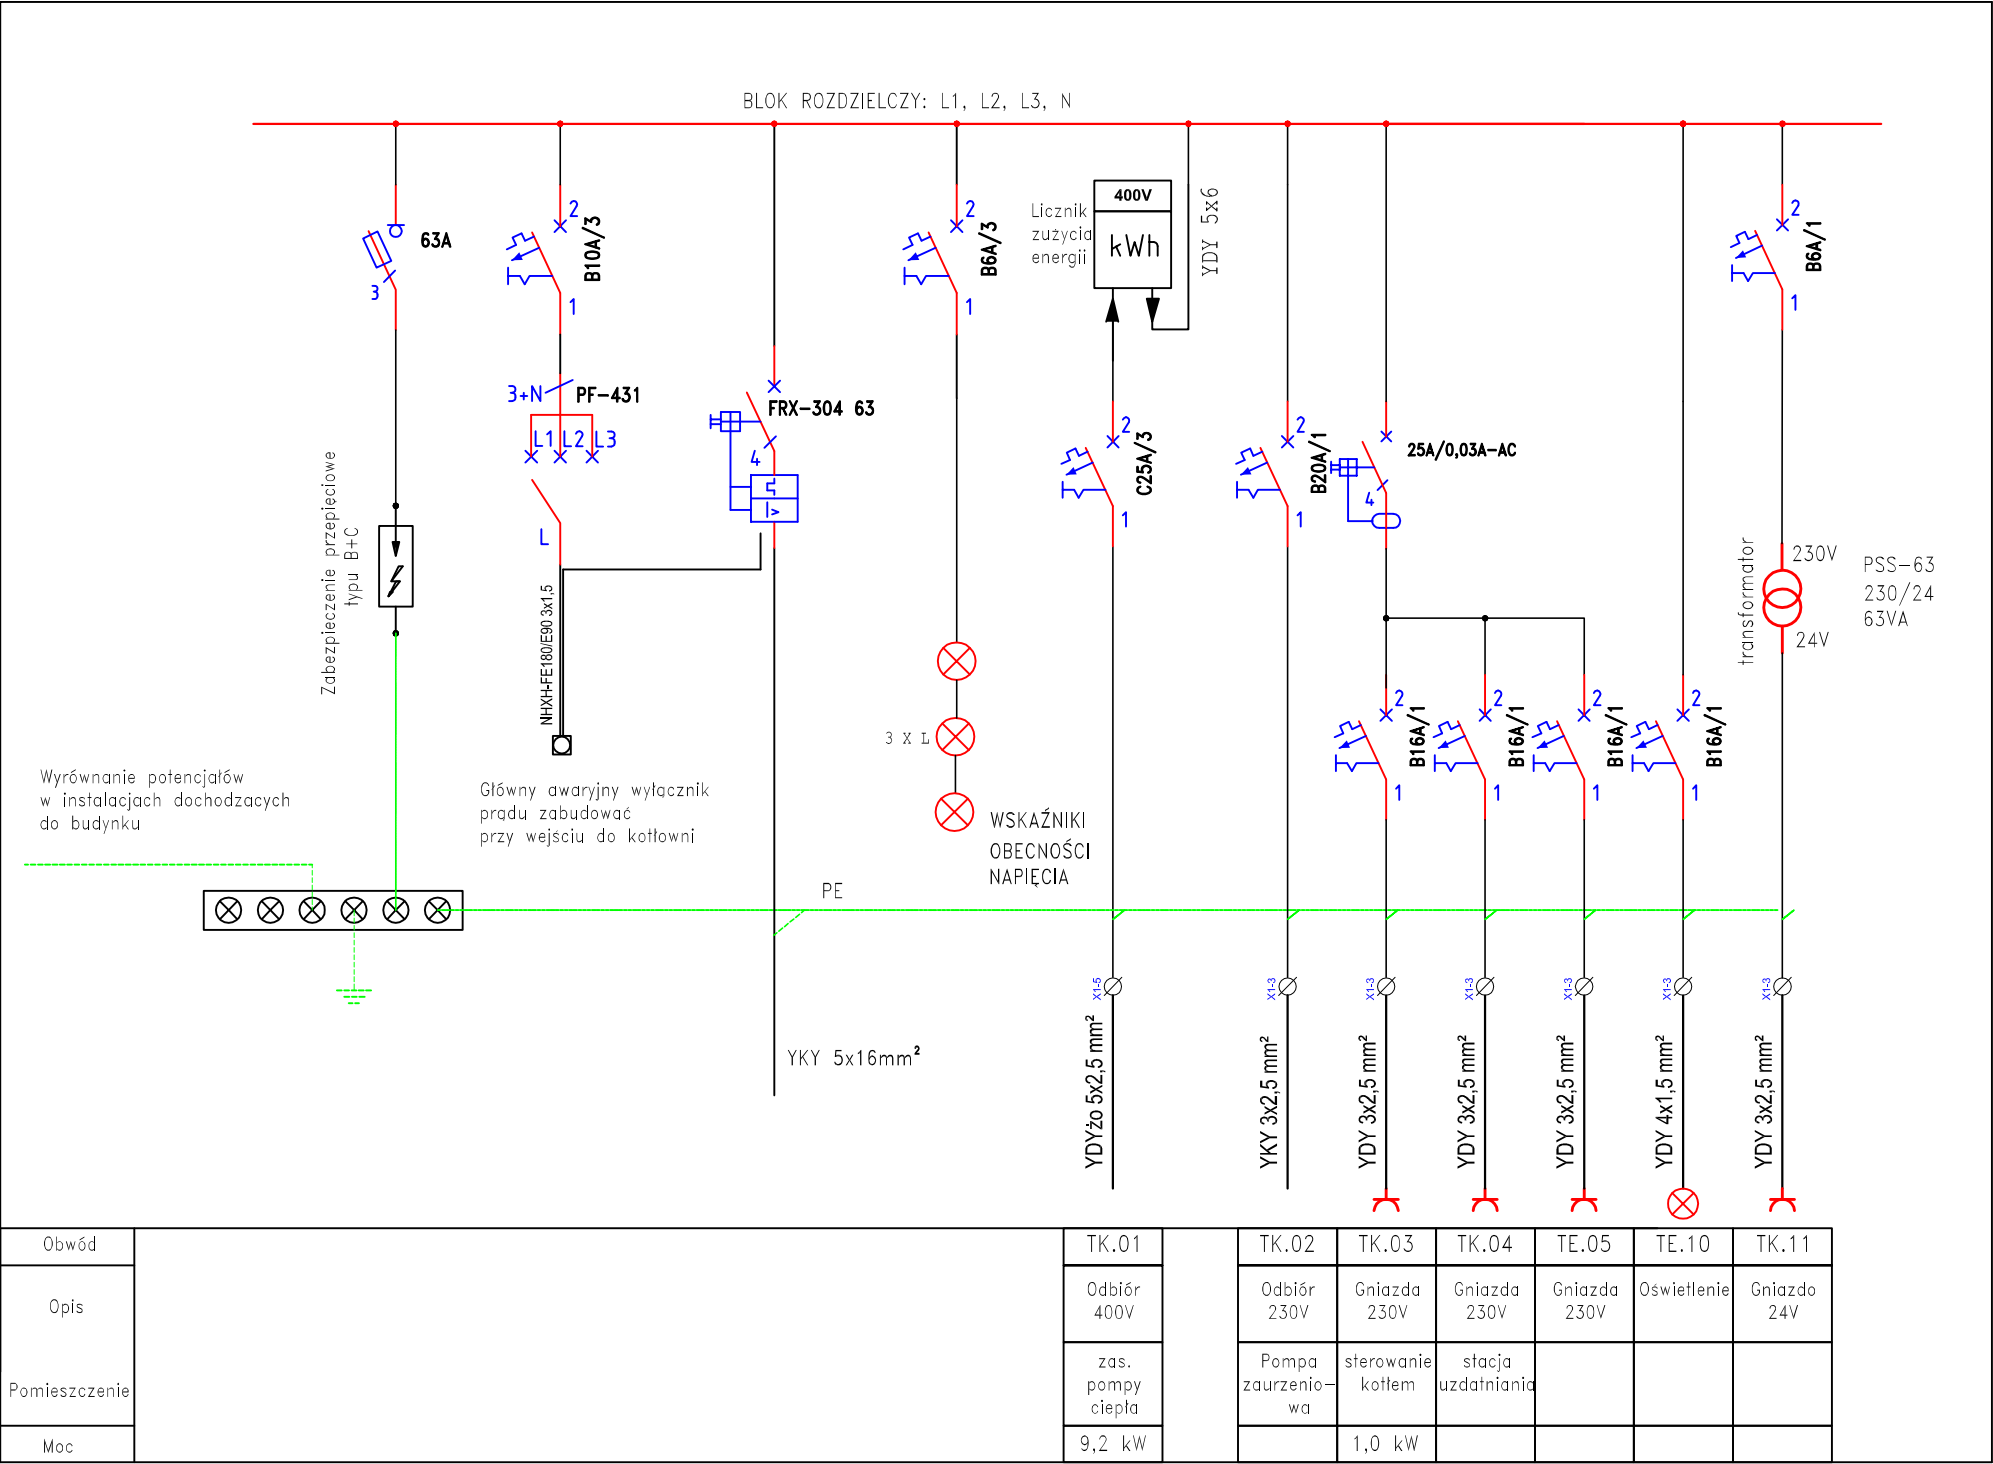 BLOK ROZDZIELCZY: L1, L2, L3, N
63A
3
2
B10A/3
1
3+N
PF-431
L1
L2
L3
L
NHXH-FE180/E90 3x1,5
Główny awaryjny wyłącznik
prądu zabudować
przy wejściu do kotłowni
Zabezpieczenie przepięciowe
typu B+C
Wyrównanie potencjałów
w instalacjach dochodzacych
do budynku
FRX-304 63
4
I>
PE
YKY 5x16mm²
2
B6A/3
1
3 X L
WSKAŹNIKI
OBECNOŚCI
NAPIĘCIA
Licznik
zużycia
energii
400V
kWh
YDY 5x6
2
C25A/3
1
X1-5
YDYżo 5x2,5 mm²
2
B20A/1
1
X1-3
YKY 3x2,5 mm²
25A/0,03A-AC
4
2
B16A/1
1
X1-3
YDY 3x2,5 mm²
2
B16A/1
1
X1-3
YDY 3x2,5 mm²
2
B16A/1
1
X1-3
YDY 3x2,5 mm²
2
B16A/1
1
X1-3
YDY 4x1,5 mm²
2
B6A/1
1
transformator
230V
24V
PSS-63
230/24
63VA
X1-3
YDY 3x2,5 mm²
Obwód
TK.01
TK.02
TK.03
TK.04
TE.05
TE.10
TK.11
Opis
Odbiór
400V
Odbiór
230V
Gniazda
230V
Gniazda
230V
Gniazda
230V
Oświetlenie
Gniazdo
24V
Pomieszczenie
zas.
pompy
ciepła
Pompa
zaurzenio-
wa
sterowanie
kotłem
stacja
uzdatniania
Moc
9,2 kW
1,0 kW